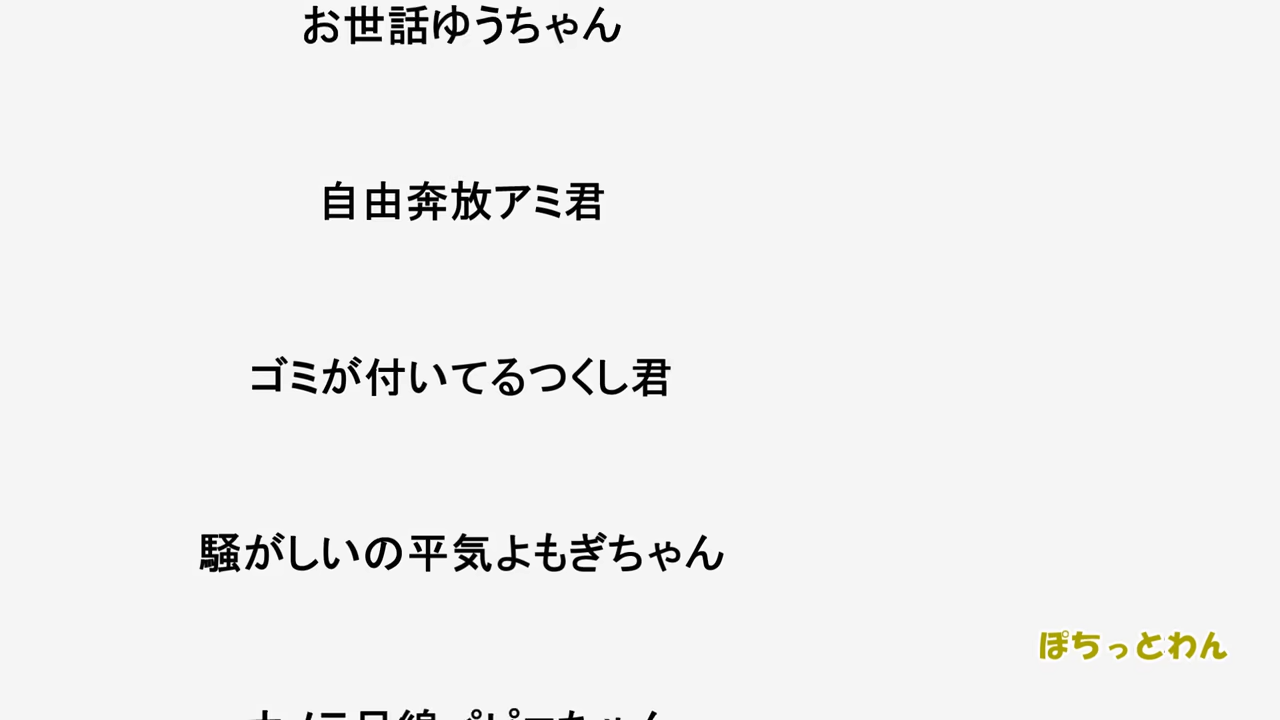 お世話ゆうちゃん
自由奔放アミ君
ゴミが付いてるつくし君
騒がしいの平気よもぎちゃん
ぽちっとわん